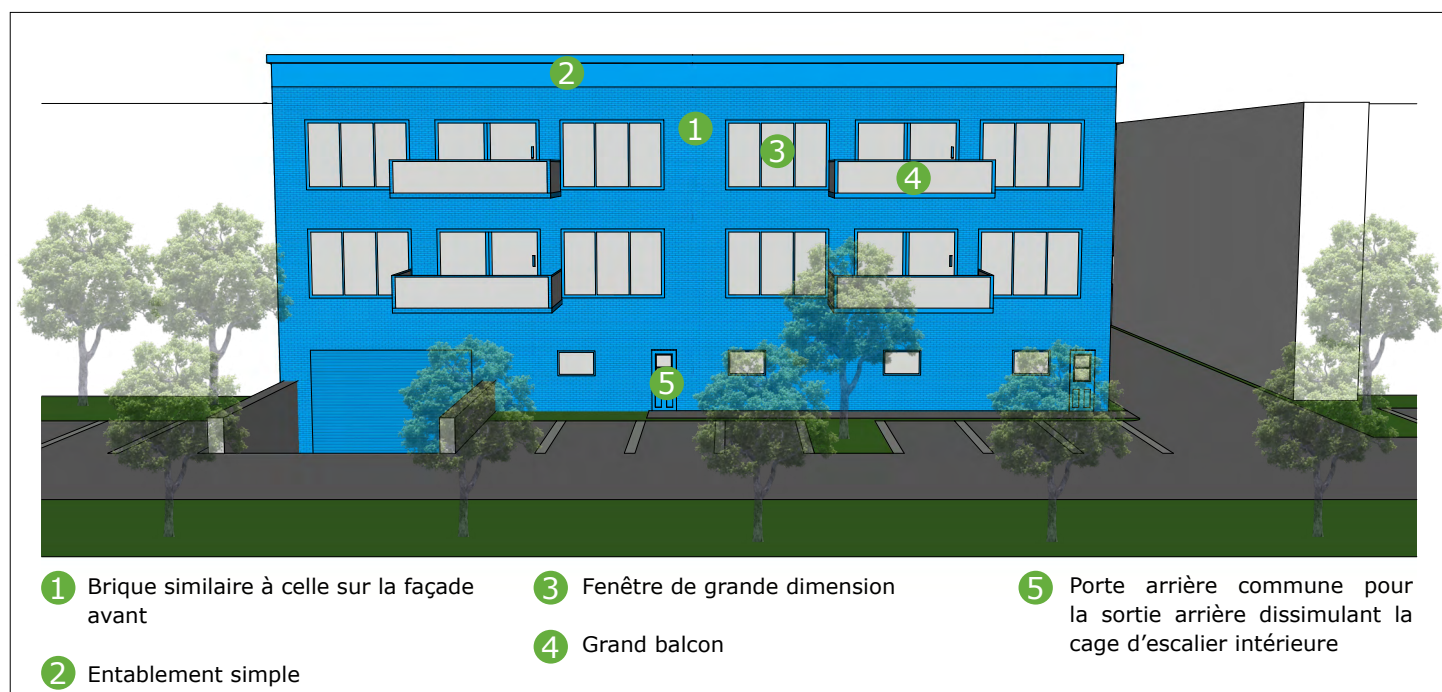 2
1
3
4
5
1 Brique similaire à celle sur la façade
avant
2 Entablement simple
3 Fenêtre de grande dimension
4 Grand balcon
5 Porte arrière commune pour
la sortie arrière dissimulant la
cage d'escalier intérieure